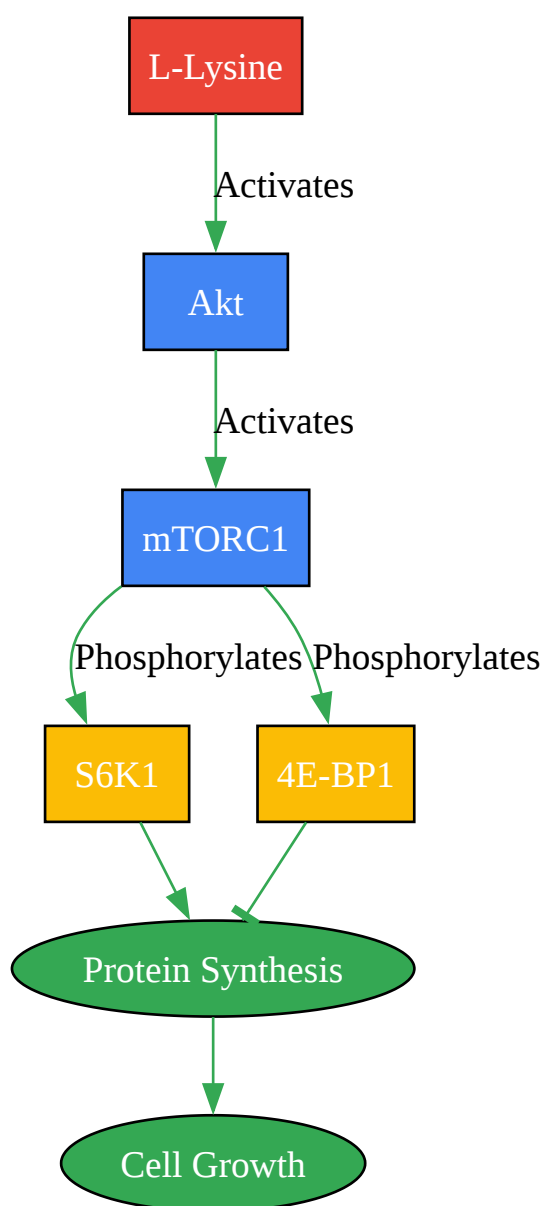 L-Lysine
Activates
Akt
Activates
mTORC1
Phosphorylates Phosphorylates
S6K1 4E-BP1
Protein Synthesis
Cell Growth